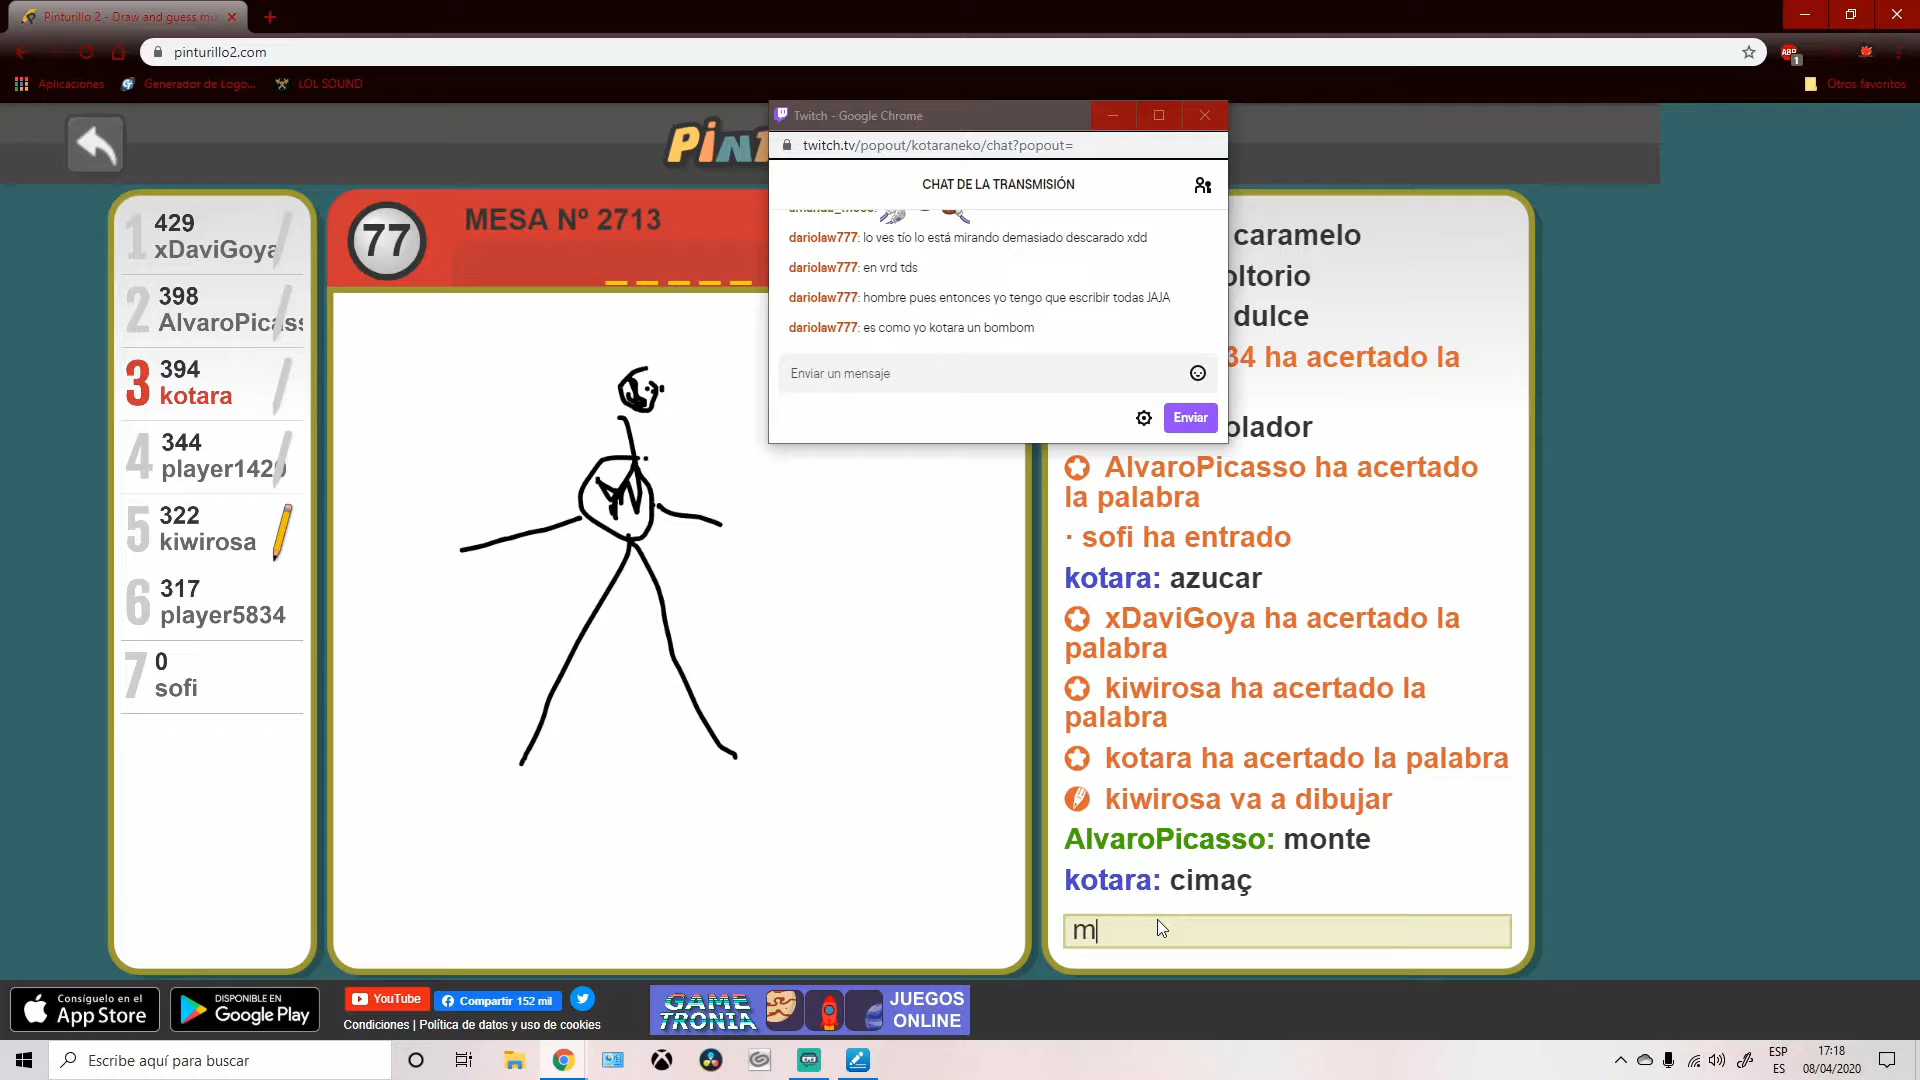 Pinturillo 2 - Draw and guess mu
pinturillo2.com
ABP
1
Aplicaciones
Generador de Logo...
LOL SOUND
Otros favoritos
Twitch - Google Chrome
twitch.tv/popout/kotaraneko/chat?popout=
CHAT DE LA TRANSMISIÓN
dariolaw777: lo ves tío lo está mirando demasiado descarado xdd
dariolaw777: en vrd tds
dariolaw777: hombre pues entonces yo tengo que escribir todas JAJA
dariolaw777: es como yo kotara un bombom
Enviar un mensaje
Enviar
1
429
xDaviGoya
2
398
AlvaroPicass
3
394
kotara
4
344
player1420
5
322
kiwirosa
6
317
player5834
7
0
sofi
77
MESA Nº 2713
caramelo
oltorio
dulce
34 ha acertado la
olador
AlvaroPicasso ha acertado
la palabra
· sofi ha entrado
kotara: azucar
xDaviGoya ha acertado la
palabra
kiwirosa ha acertado la
palabra
kotara ha acertado la palabra
kiwirosa va a dibujar
AlvaroPicasso: monte
kotara: cimaç
m
Consíguelo en el
App Store
DISPONIBLE EN
Google Play
YouTube
Compartir 152 mil
Condiciones | Política de datos y uso de cookies
GAME
TRONIA
JUEGOS
ONLINE
Escribe aquí para buscar
ESP
ES
17:18
08/04/2020